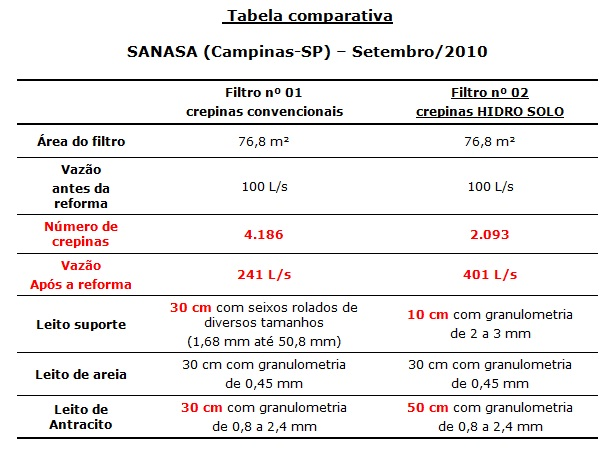 Tabela comparativa
SANASA (Campinas-SP) – Setembro/2010
Filtro nº 01
crepinas convencionais
Filtro nº 02
crepinas HIDRO SOLO
Área do filtro
76,8 m²
76,8 m²
Vazão
antes da
reforma
100 L/s
100 L/s
Número de
crepinas
4.186
2.093
Vazão
Após a reforma
241 L/s
401 L/s
Leito suporte
30 cm com seixos rolados de
diversos tamanhos
(1,68 mm até 50,8 mm)
10 cm com granulometria
de 2 a 3 mm
Leito de areia
30 cm com granulometria
de 0,45 mm
30 cm com granulometria
de 0,45 mm
Leito de
Antracito
30 cm com granulometria
de 0,8 a 2,4 mm
50 cm com granulometria
de 0,8 a 2,4 mm